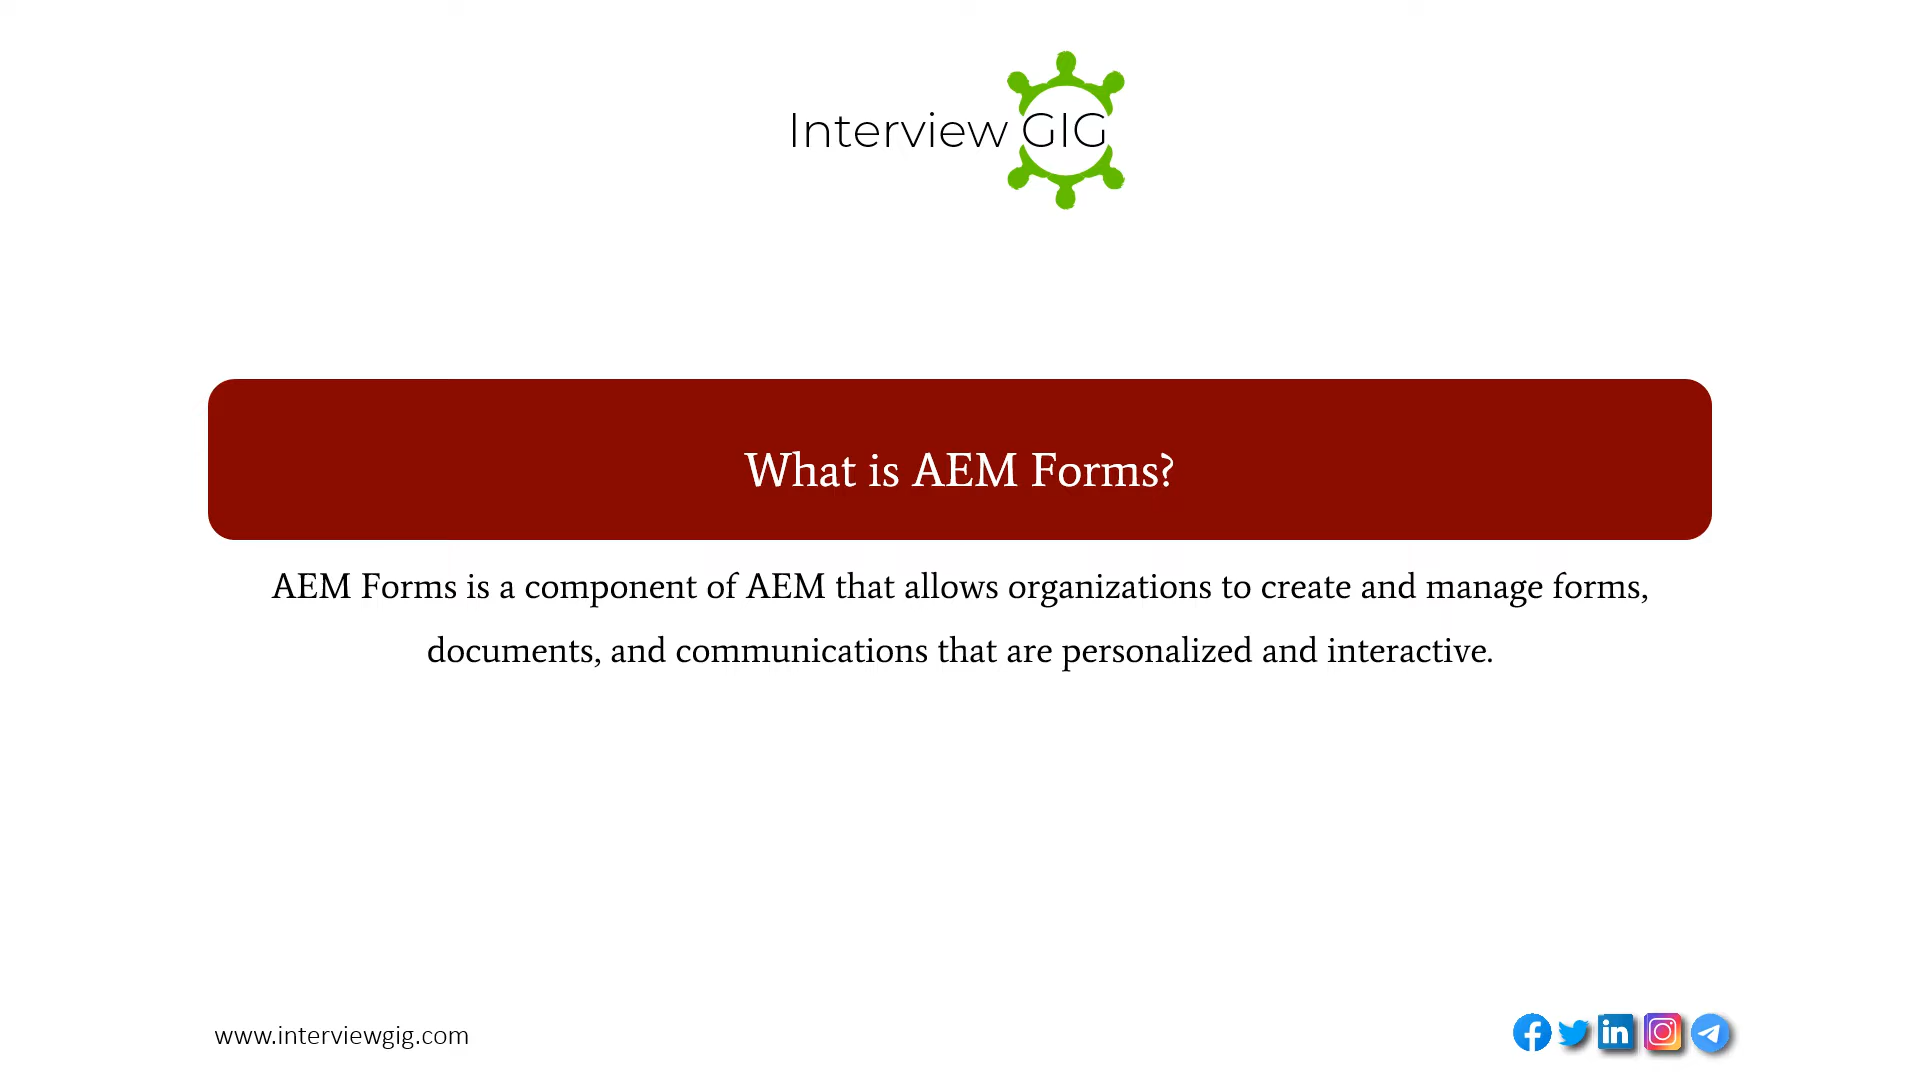 Interview GIG
What is AEM Forms?
AEM Forms is a component of AEM that allows organizations to create and manage forms,
documents, and communications that are personalized and interactive.
www.interviewgig.com